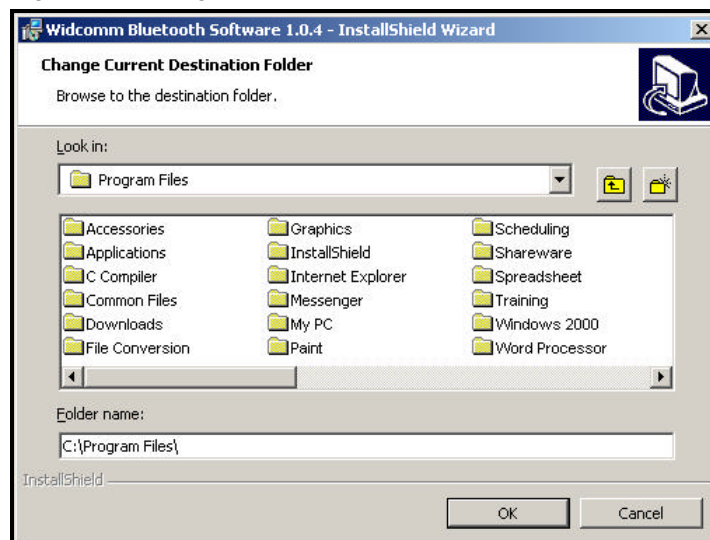 Widcomm Bluetooth Software 1.0.4 - InstallShield Wizard
Change Current Destination Folder
Browse to the destination folder.
Look in:
Program Files
Accessories
Applications
C Compiler
Common Files
Downloads
File Conversion
Graphics
InstallShield
Internet Explorer
Messenger
My PC
Paint
Scheduling
Shareware
Spreadsheet
Training
Windows 2000
Word Processor
Folder name:
C:\Program Files\
InstallShield
OK
Cancel